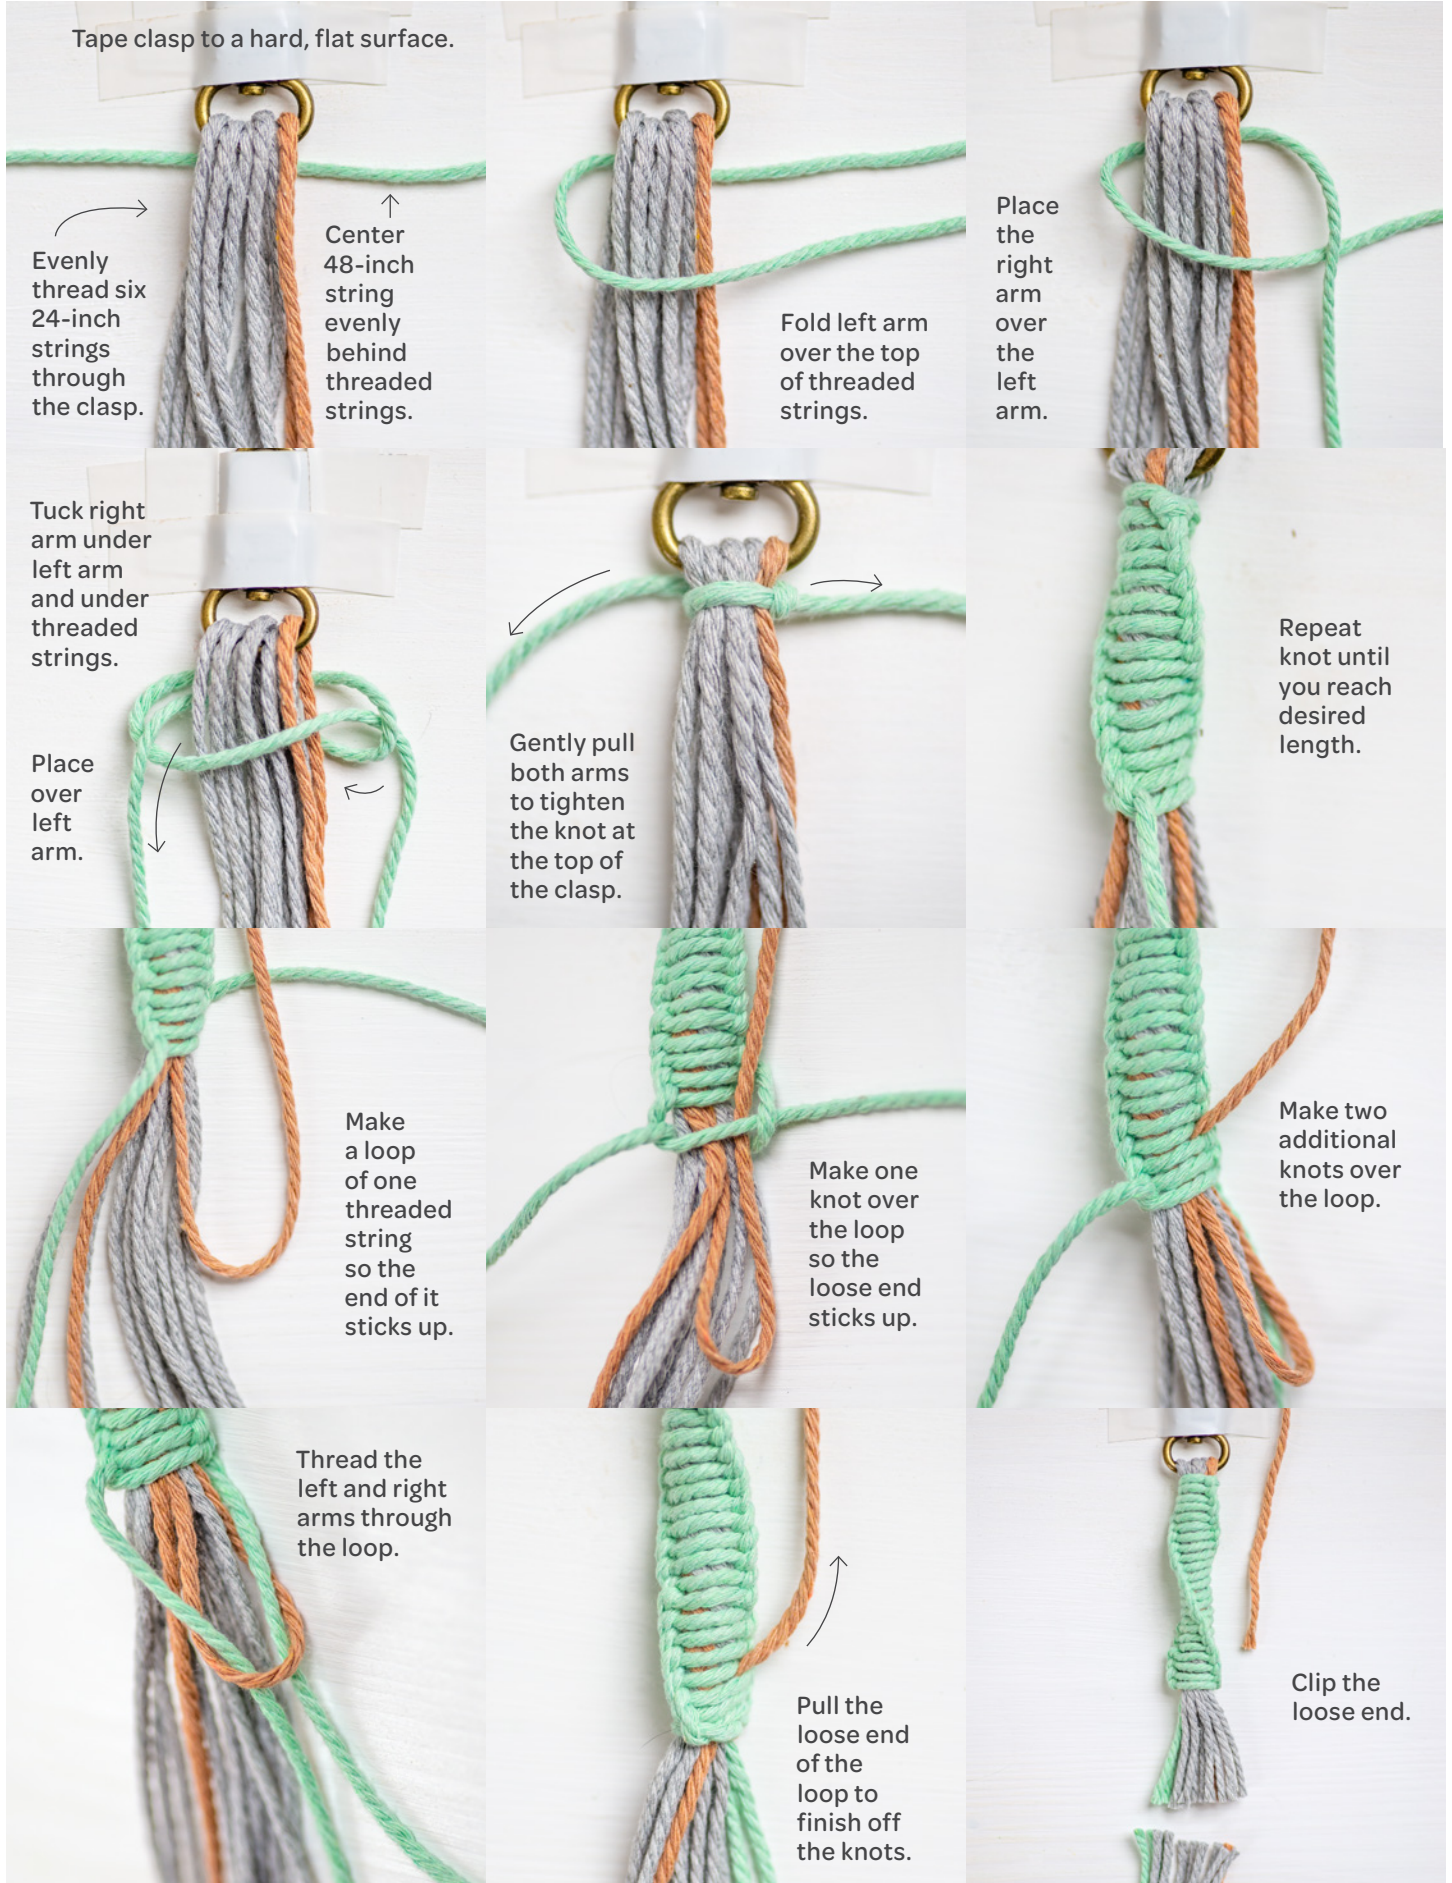 Tape clasp to a hard, flat surface.
Evenly
thread six
24-inch
strings
through
the clasp.
Center
48-inch
string
evenly
behind
threaded
strings.
Fold left arm
over the top
of threaded
strings.
Place
the
right
arm
over
the
left
arm.
Tuck right
arm under
left arm
and under
threaded
strings.
Place
over
left
arm.
Gently pull
both arms
to tighten
the knot at
the top of
the clasp.
Repeat
knot until
you reach
desired
length.
Make
a loop
of one
threaded
string
so the
end of it
sticks up.
Make one
knot over
the loop
so the
loose end
sticks up.
Make two
additional
knots over
the loop.
Thread the
left and right
arms through
the loop.
Pull the
loose end
of the
loop to
finish off
the knots.
Clip the
loose end.